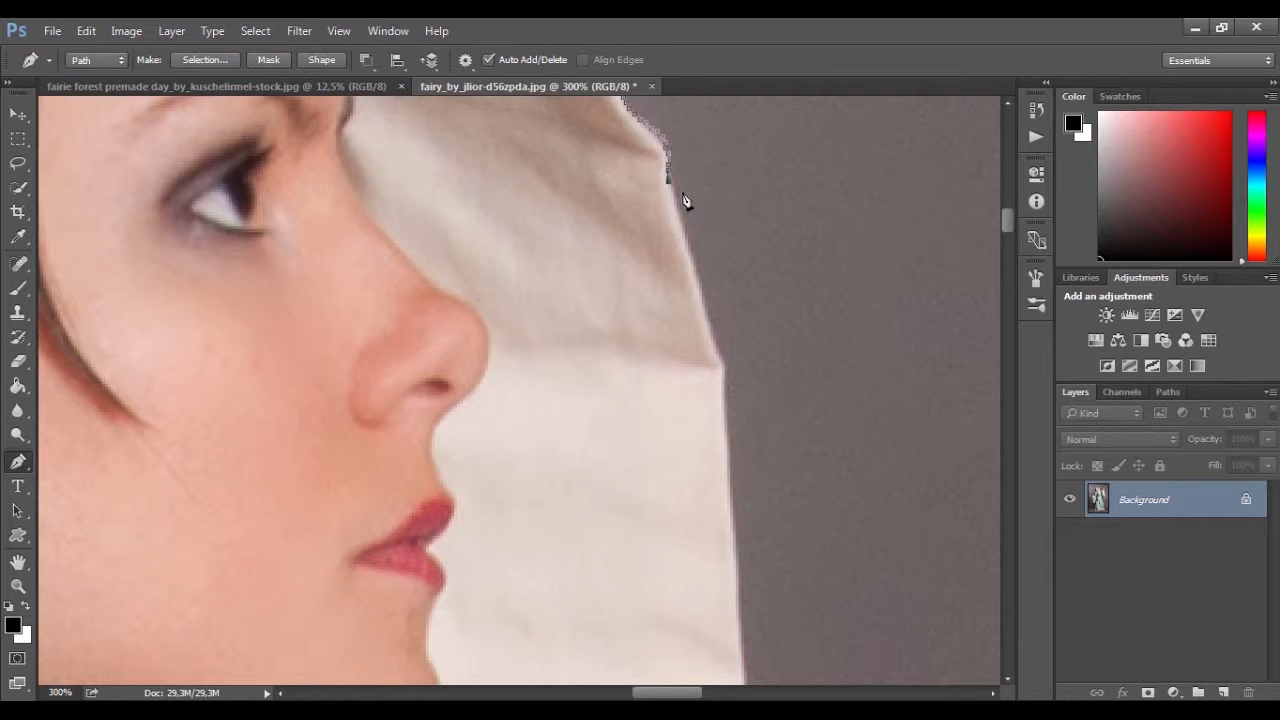 Ps File Edit Image Layer Type Select Filter View Window Help
Path Make: Selection... Mask Shape Auto Add/Delete Align Edges Essentials
fairie forest premade day_by_kuschelirmel-stock.jpg @ 12,5% (RGB/8) × fairy_by_jlior-d56zpda.jpg @ 300% (RGB/8) * ×
Color Swatches
Libraries Adjustments Styles
Add an adjustment
Layers Channels Paths
Kind
Normal Opacity: 100%
Lock: Fill: 100%
Background
300% Doc: 29,3M/29,3M